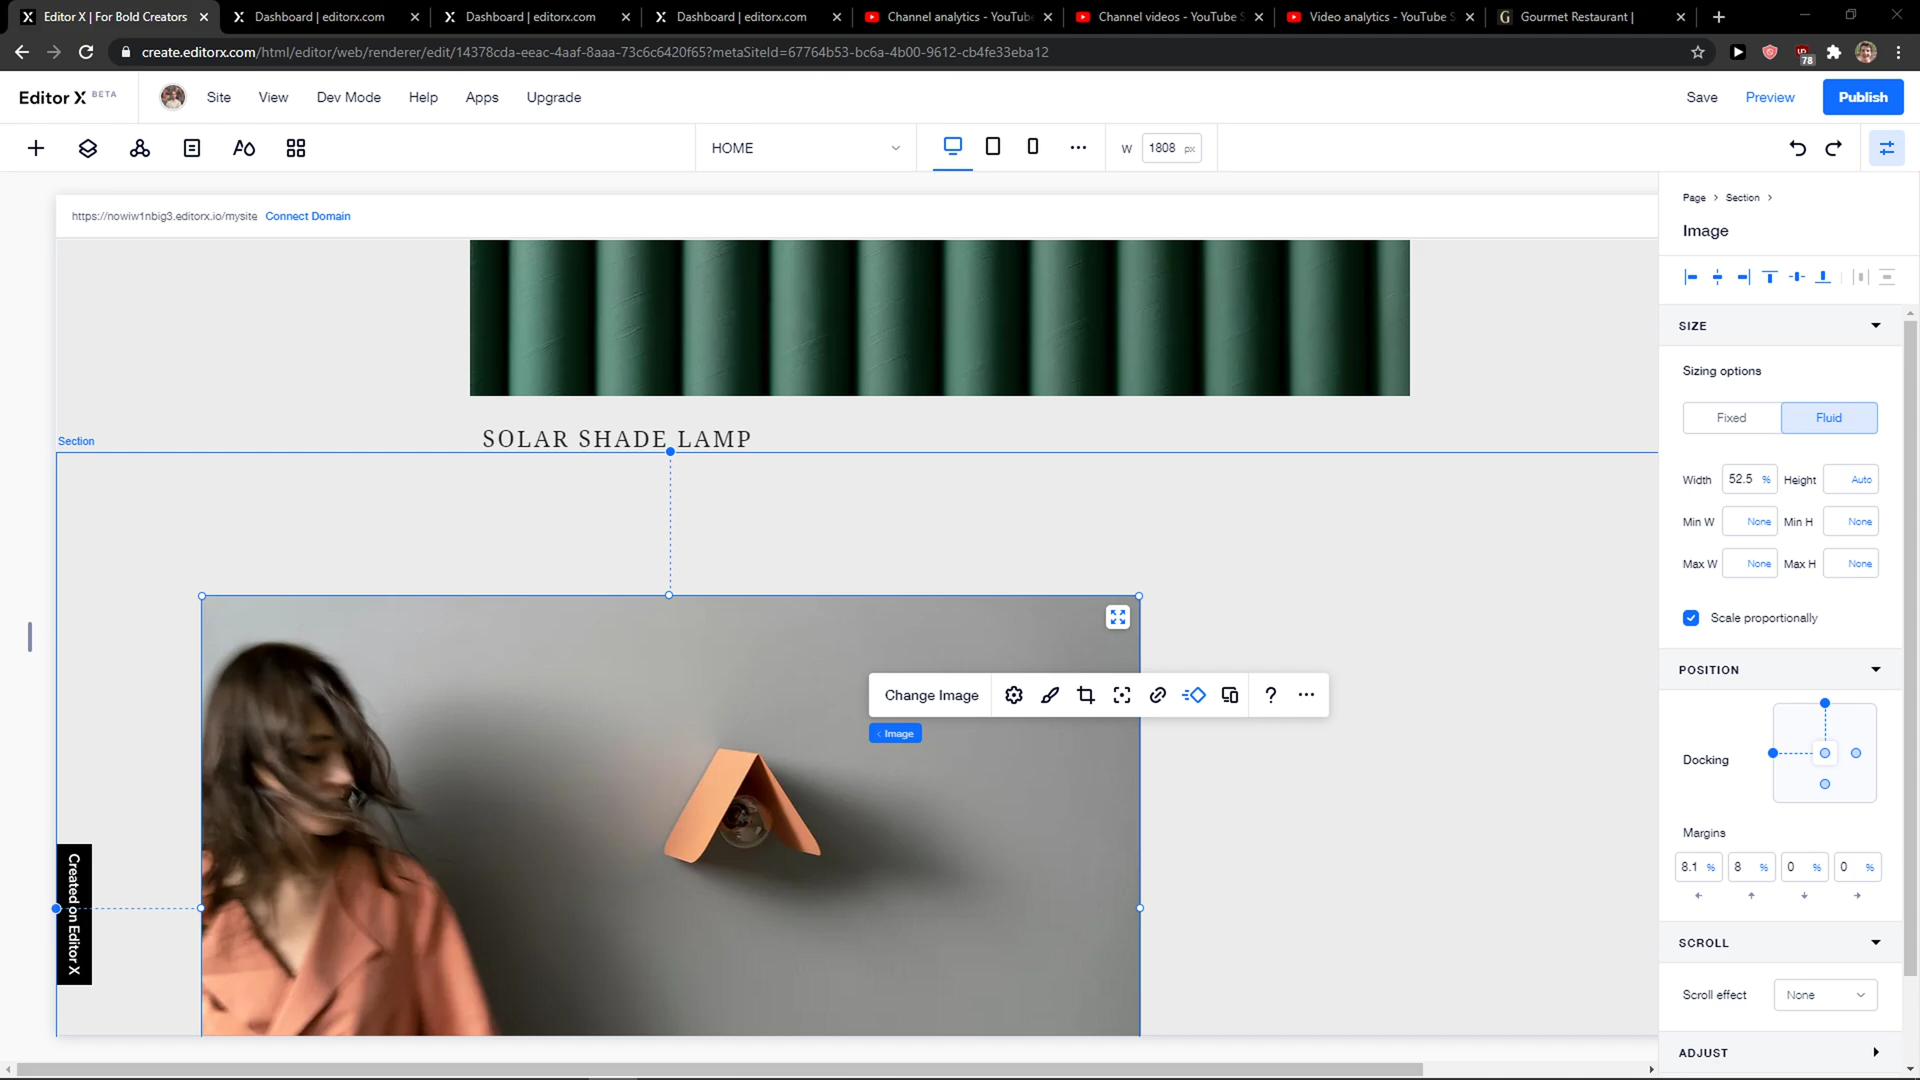 Editor X | For Bold Creators
Dashboard | editorx.com
Dashboard | editorx.com
Dashboard | editorx.com
Channel analytics - YouTube
Channel videos - YouTube S
Video analytics - YouTube S
Gourmet Restaurant |
create.editorx.com/html/editor/web/renderer/edit/14378cda-eeac-4aaf-8aaa-73c6c6420f65?metaSiteId=67764b53-bc6a-4b00-9612-cb4fe33eba12
78
Editor X BETA
Site
View
Dev Mode
Help
Apps
Upgrade
Save
Preview
Publish
HOME
W 1808 px
https://nowiw1nbig3.editorx.io/mysite Connect Domain
Page > Section >
Image
SIZE
Sizing options
Fixed
Fluid
SOLAR SHADE LAMP
Section
Width 52.5 % Height Auto
Min W None Min H None
Max W None Max H None
Scale proportionally
POSITION
Change Image
?
< Image
Docking
Margins
8.1 % 8 % 0 % 0 %
Created on Editor X
SCROLL
Scroll effect None
ADJUST